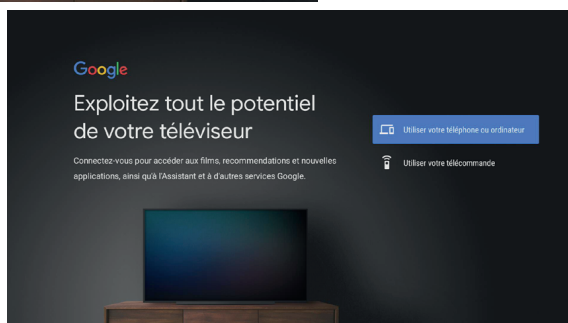 Google
Exploitez tout le potentiel
de votre téléviseur
Connectez-vous pour accéder aux films, recommendations et nouvelles
applications, ainsi qu'à l'Assistant et à d'autres services Google.
Utiliser votre téléphone ou ordinateur
Utiliser votre télécommande